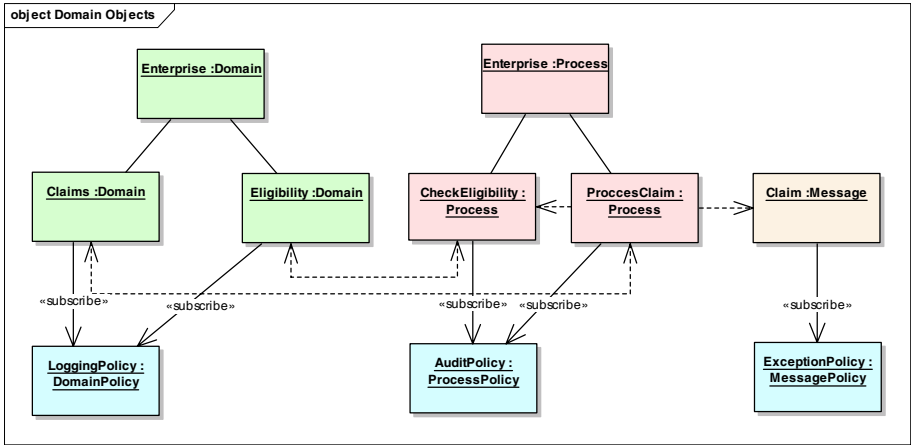 object Domain Objects
Enterprise :Domain
Enterprise :Process
Claims :Domain
Eligibility :Domain
CheckEligibility :
Process
ProccesClaim :
Process
Claim :Message
«subscribe»
«subscribe»
«subscribe»
«subscribe»
«subscribe»
LoggingPolicy :
DomainPolicy
AuditPolicy :
ProcessPolicy
ExceptionPolicy :
MessagePolicy